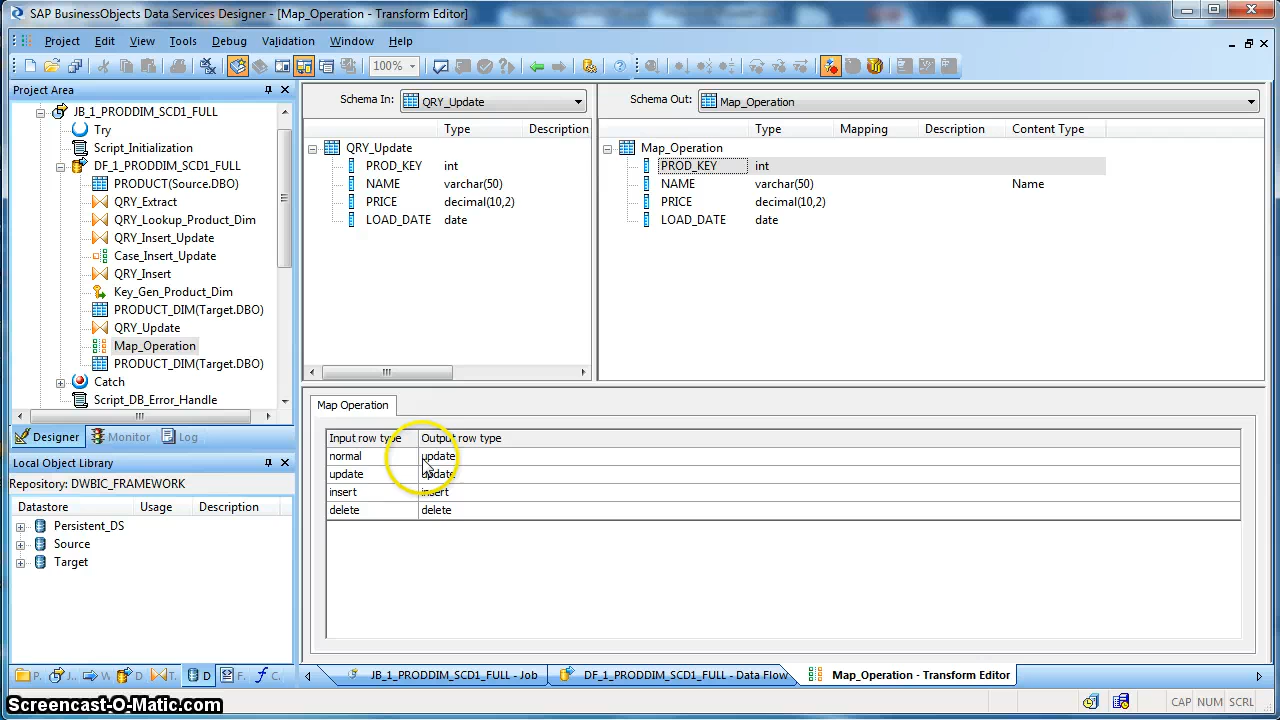 SAP BusinessObjects Data Services Designer - [Map_Operation - Transform Editor]
Project Edit View Tools Debug Validation Window Help
100%
Project Area
JB_1_PRODDIM_SCD1_FULL
Try
Script_Initialization
DF_1_PRODDIM_SCD1_FULL
PRODUCT(Source.DBO)
QRY_Extract
QRY_Lookup_Product_Dim
QRY_Insert_Update
Case_Insert_Update
QRY_Insert
Key_Gen_Product_Dim
PRODUCT_DIM(Target.DBO)
QRY_Update
Map_Operation
PRODUCT_DIM(Target.DBO)
Catch
Script_DB_Error_Handle
Designer Monitor Log
Local Object Library
Repository: DWBIC_FRAMEWORK
Datastore Usage Description
Persistent_DS
Source
Target
P. J. W D T. D F. C.
Schema In: QRY_Update
Type Description
QRY_Update
PROD_KEY int
NAME varchar(50)
PRICE decimal(10,2)
LOAD_DATE date
Schema Out: Map_Operation
Type Mapping Description Content Type
Map_Operation
PROD_KEY int
NAME varchar(50) Name
PRICE decimal(10,2)
LOAD_DATE date
Map Operation
Input row type Output row type
normal update
update update
insert insert
delete delete
JB_1_PRODDIM_SCD1_FULL - Job DF_1_PRODDIM_SCD1_FULL - Data Flow Map_Operation - Transform Editor
CAP NUM SCRL
Screencast-O-Matic.com